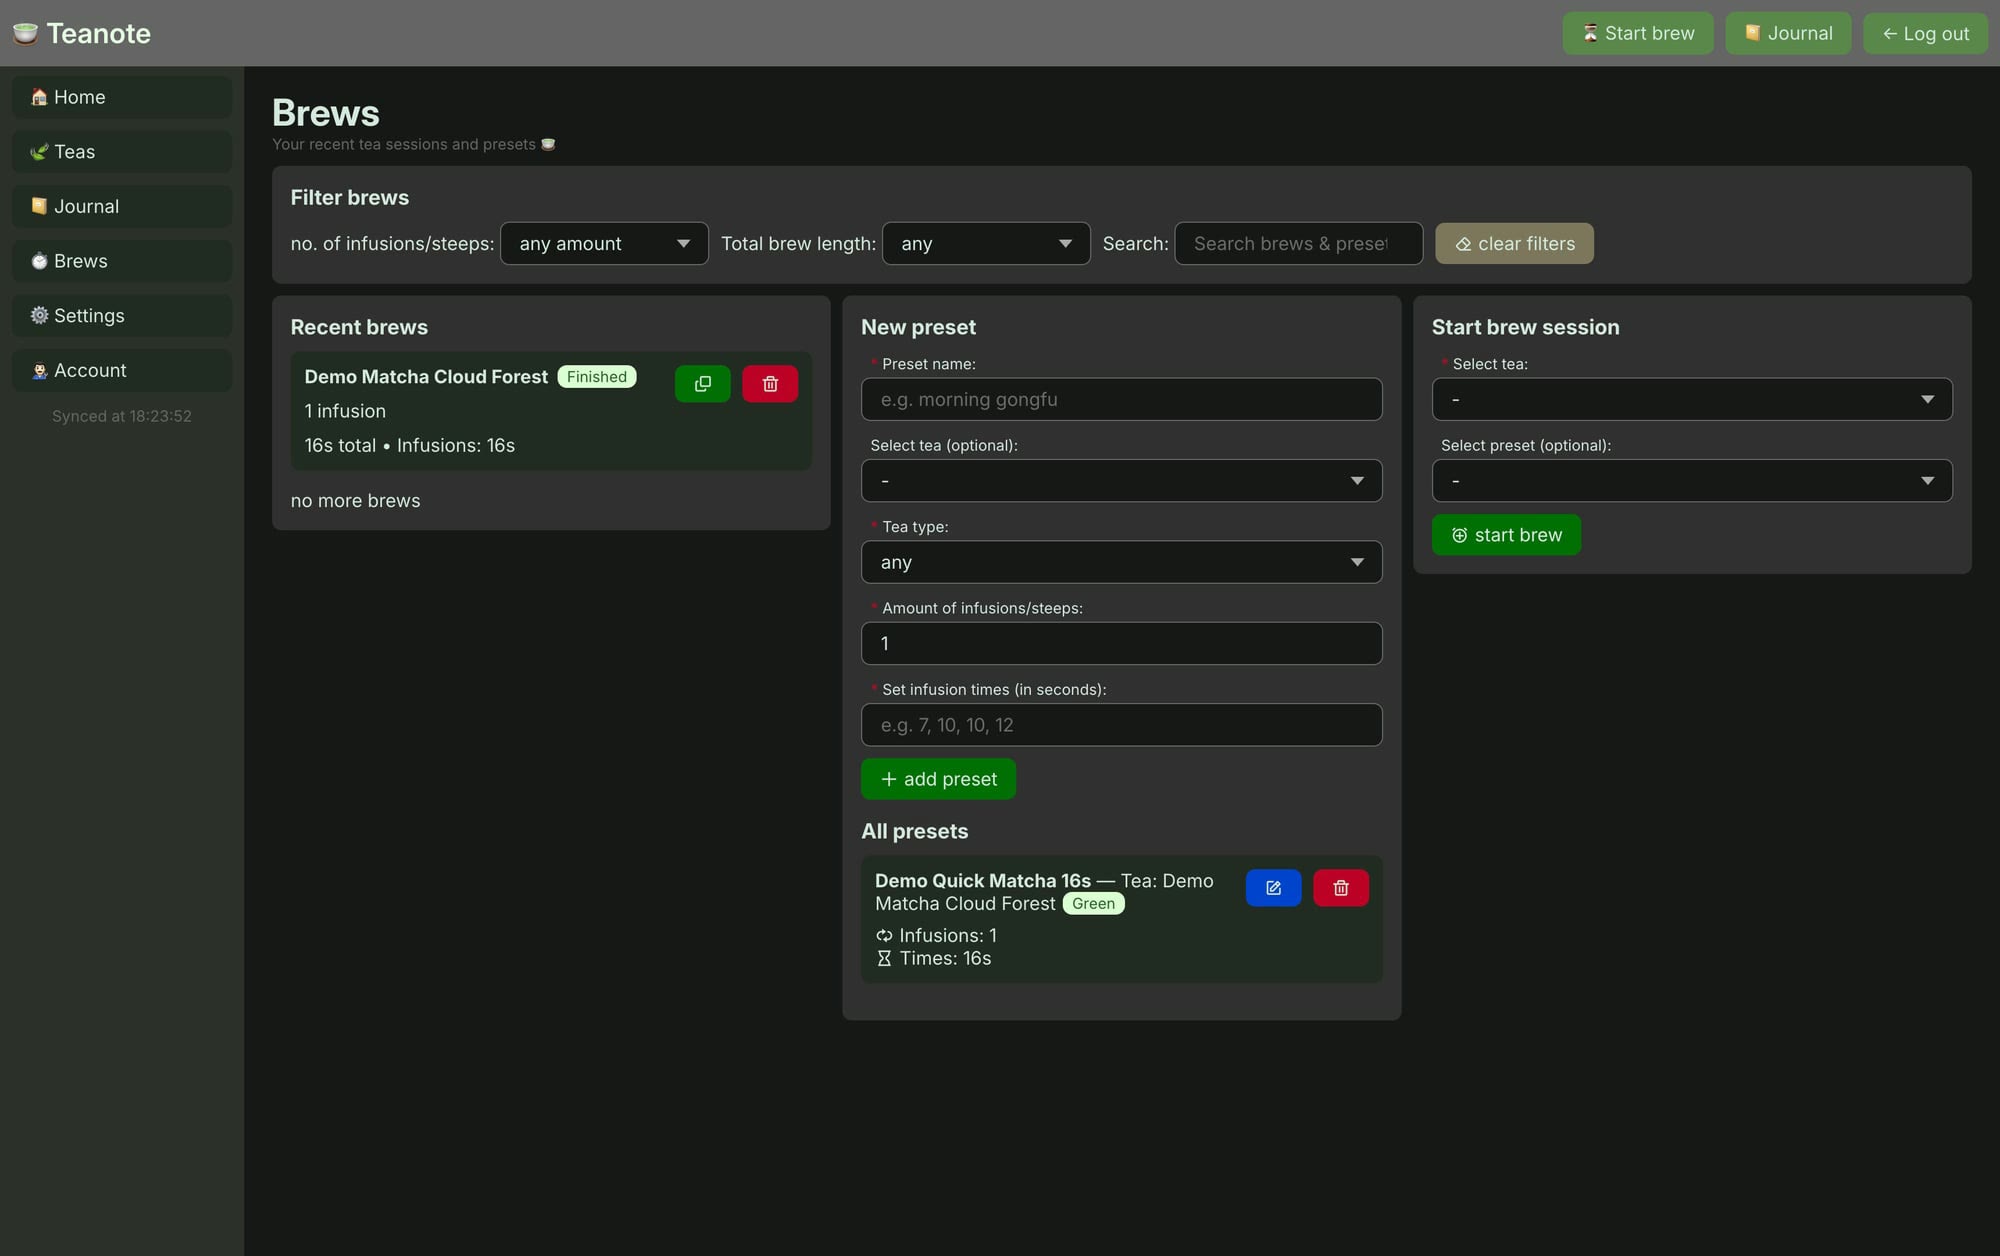 Teanote
Start brew
Journal
Log out
Home
Teas
Journal
Brews
Settings
Account
Synced at 18:23:52
Brews
Your recent tea sessions and presets
Filter brews
no. of infusions/steeps: any amount Total brew length: any Search: Search brews & preset clear filters
Recent brews
Demo Matcha Cloud Forest Finished
1 infusion
16s total • Infusions: 16s
no more brews
New preset
* Preset name:
e.g. morning gongfu
Select tea (optional):
-
* Tea type:
any
* Amount of infusions/steeps:
1
* Set infusion times (in seconds):
e.g. 7, 10, 10, 12
add preset
All presets
Demo Quick Matcha 16s — Tea: Demo
Matcha Cloud Forest Green
Infusions: 1
Times: 16s
Start brew session
* Select tea:
-
Select preset (optional):
-
start brew